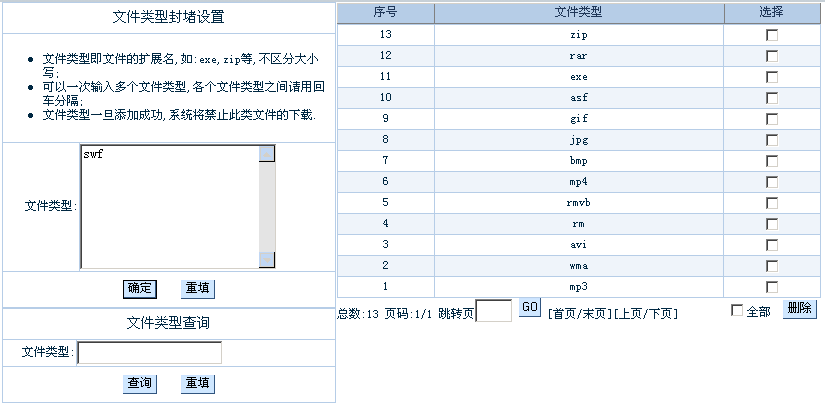 文件类型封堵设置
文件类型即文件的扩展名,如:exe,zip等,不区分大小
写;
可以一次输入多个文件类型,各个文件类型之间请用回
车分隔;
文件类型一旦添加成功,系统将禁止此类文件的下载.
文件类型:
swf
确定 重填
文件类型查询
文件类型:
查询 重填
序号 文件类型 选择
13 zip
12 rar
11 exe
10 asf
9 gif
8 jpg
7 bmp
6 mp4
5 rmvb
4 rm
3 avi
2 wma
1 mp3
总数:13 页码:1/1 跳转页 GO [首页/末页][上页/下页] 全部 删除